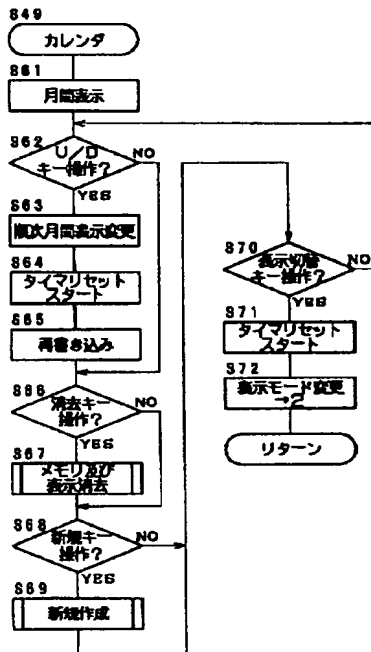 S49
カレンダ
S61
月間表示
S62
U/D
キー操作?
NO
YES
S63
順次月間表示変更
S64
タイマリセット
スタート
S65
再書き込み
S66
消去キー
操作?
NO
YES
S67
メモリ及び
表示消去
S68
新規キー
操作?
NO
YES
S69
新規作成
S70
表示切替
キー操作?
NO
YES
S71
タイマリセット
スタート
S72
表示モード変更
→2
リターン